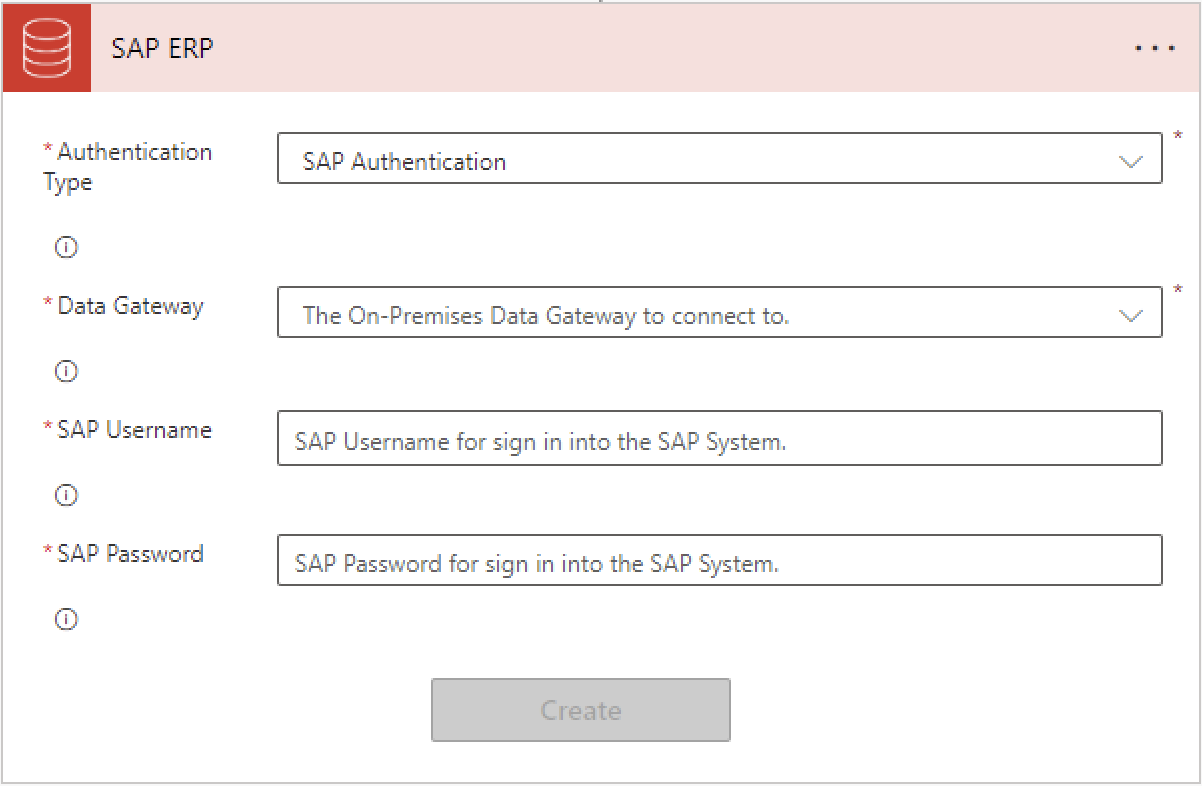 SAP ERP
* Authentication
Type
SAP Authentication
*
* Data Gateway
The On-Premises Data Gateway to connect to.
*
* SAP Username
SAP Username for sign in into the SAP System.
* SAP Password
SAP Password for sign in into the SAP System.
Create